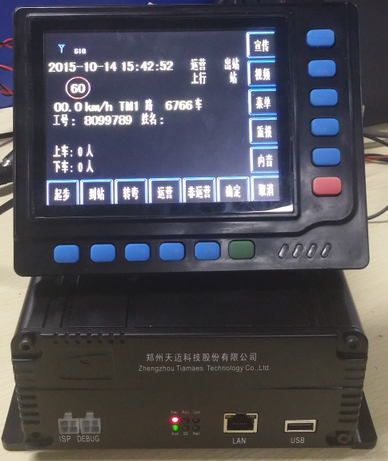 GIG
宣传
2015-10-14 15:42:52 运营 出站
上行 站
视频
60
菜单
00.0 km/h TM1 路 6766 车
工号: 8099789 姓名:
重报
上车: 0 人
内音
下车: 0 人
起步 到站 转弯 运营 非运营 确定 取消
郑州天迈科技股份有限公司
Zhengzhou Tiamaes Technology Co.,Ltd.
ISP DEBUG
LAN
USB